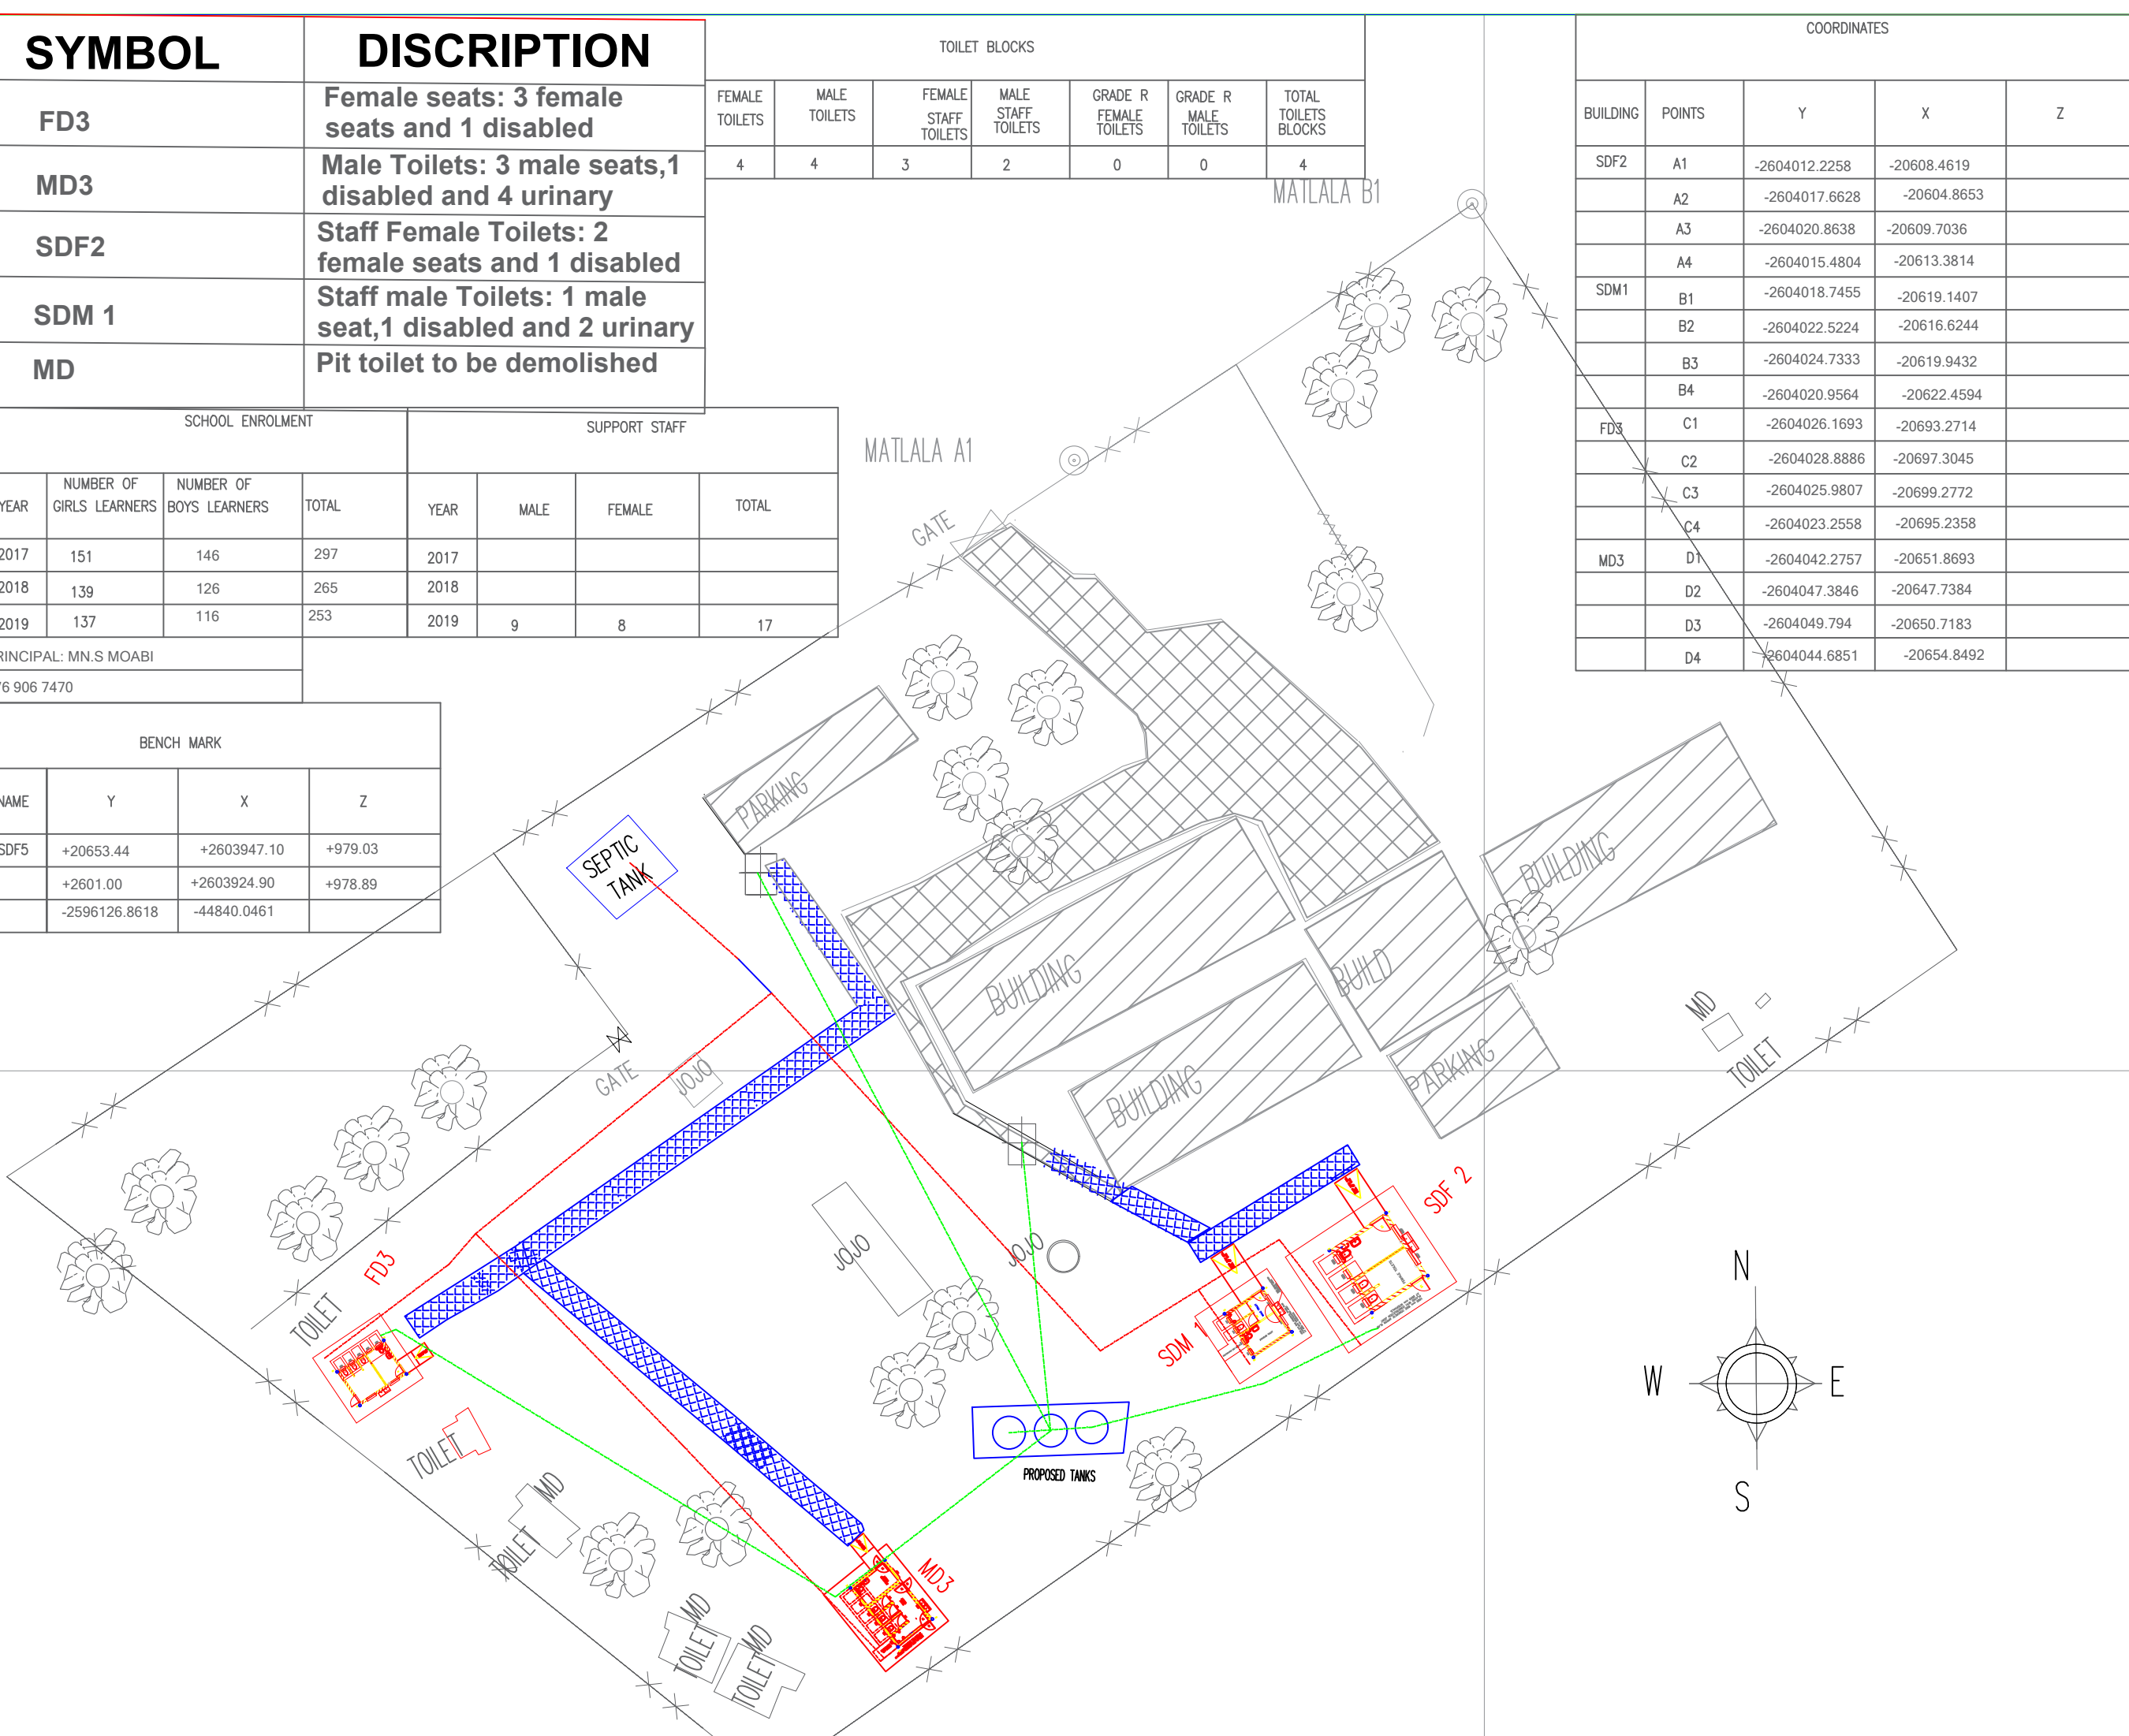 SYMBOL DISCRIPTION
FD3 Female seats: 3 female
seats and 1 disabled
MD3 Male Toilets: 3 male seats,1
disabled and 4 urinary
SDF2 Staff Female Toilets: 2
female seats and 1 disabled
SDM 1 Staff male Toilets: 1 male
seat,1 disabled and 2 urinary
MD Pit toilet to be demolished
TOILET BLOCKS
FEMALE TOILETS MALE TOILETS FEMALE STAFF TOILETS MALE STAFF TOILETS GRADE R FEMALE TOILETS GRADE R MALE TOILETS TOTAL TOILETS BLOCKS
4 4 3 2 0 0 4
COORDINATES
BUILDING POINTS Y X Z
SDF2 A1 -2604012.2258 -20608.4619
A2 -2604017.6628 -20604.8653
A3 -2604020.8638 -20609.7036
A4 -2604015.4804 -20613.3814
SDM1 B1 -2604018.7455 -20619.1407
B2 -2604022.5224 -20616.6244
B3 -2604024.7333 -20619.9432
B4 -2604020.9564 -20622.4594
FD3 C1 -2604026.1693 -20693.2714
C2 -2604028.8886 -20697.3045
C3 -2604025.9807 -20699.2772
C4 -2604023.2558 -20695.2358
MD3 D1 -2604042.2757 -20651.8693
D2 -2604047.3846 -20647.7384
D3 -2604049.794 -20650.7183
D4 -2604044.6851 -20654.8492
SCHOOL ENROLMENT SUPPORT STAFF
YEAR NUMBER OF GIRLS LEARNERS NUMBER OF BOYS LEARNERS TOTAL YEAR MALE FEMALE TOTAL
2017 151 146 297 2017
2018 139 126 265 2018
2019 137 116 253 2019 9 8 17
RINCIPAL: MN.S MOABI
76 906 7470
BENCH MARK
NAME Y X Z
SDF5 +20653.44 +2603947.10 +979.03
+2601.00 +2603924.90 +978.89
-2596126.8618 -44840.0461
MATLALA B1
MATLALA A1
GATE
PARKING
SEPTIC
TANK
BUILDING
BUILDING
BUILD
BUILDING
PARKING
MD
TOILET
GATE
JOJO
JOJO
JOJO
SDF 2
SDM 1
FD3
TOILET
TOILET
MD
TOILET
MD
TOILET
MD
TOILET
MD3
PROPOSED TANKS
N
W
E
S